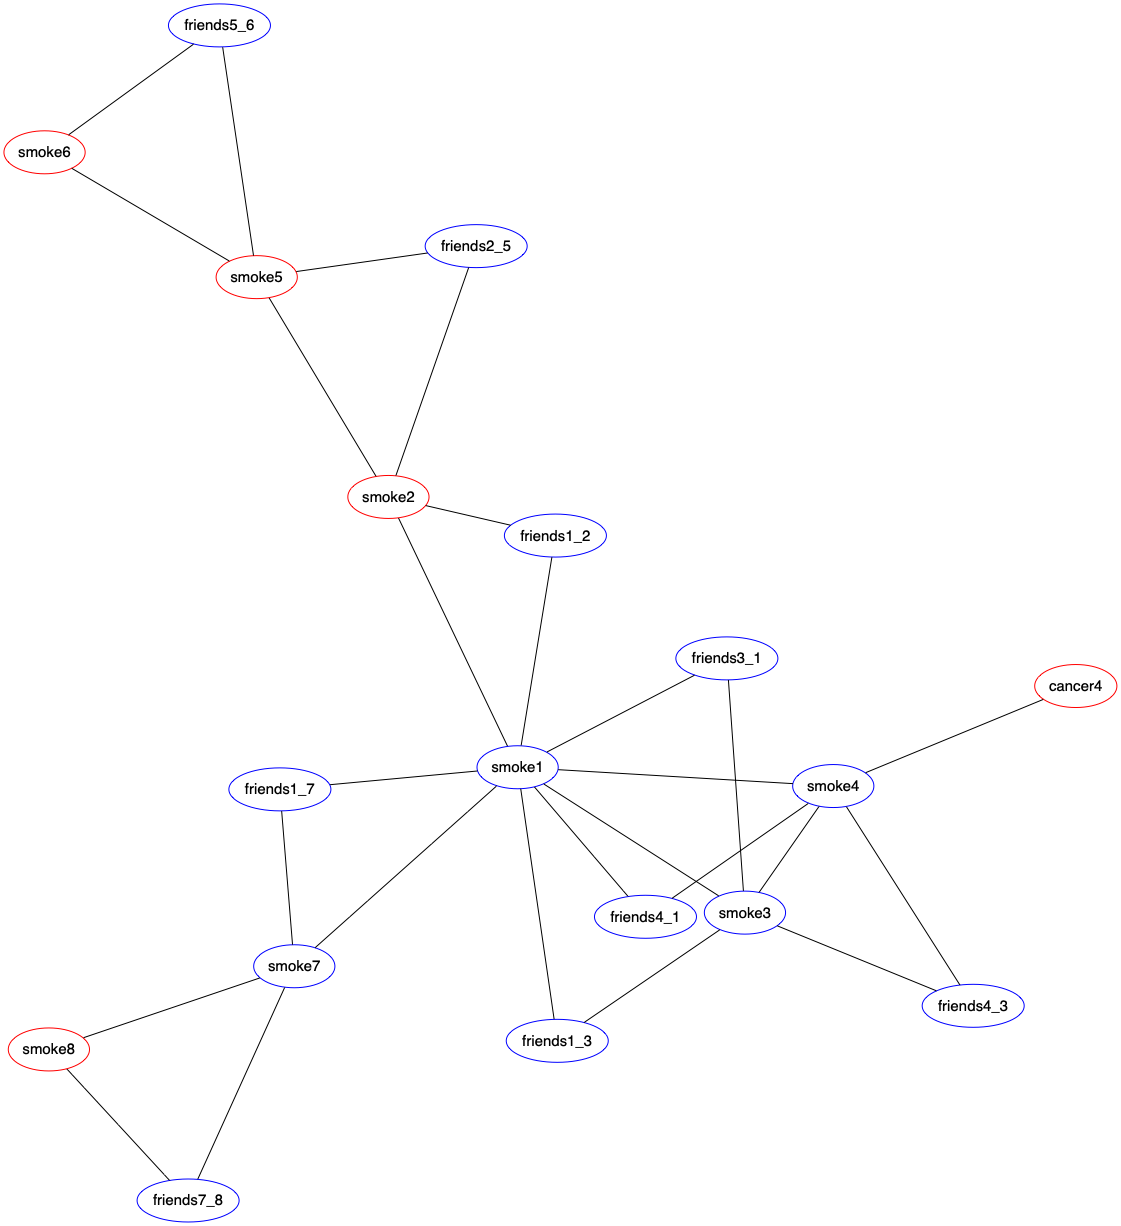 friends5_6
smoke6
friends2_5
smoke5
smoke2
friends1_2
friends3_1
cancer4
smoke1
smoke4
friends1_7
smoke3
friends4_1
smoke7
friends4_3
friends1_3
smoke8
friends7_8